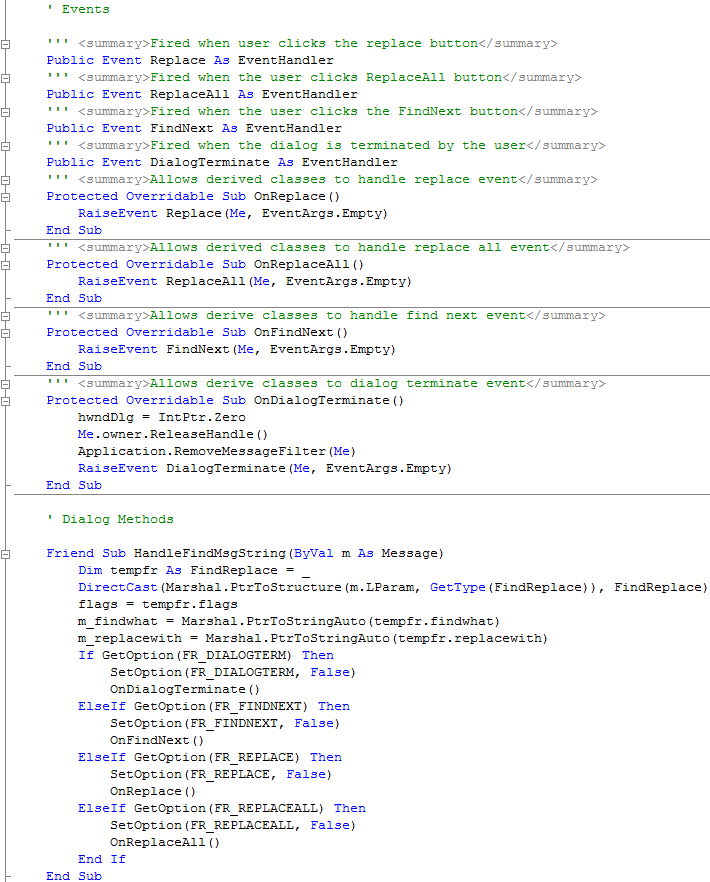 ' Events
''' <summary>Fired when user clicks the replace button</summary>
Public Event Replace As EventHandler
''' <summary>Fired when the user clicks ReplaceAll button</summary>
Public Event ReplaceAll As EventHandler
''' <summary>Fired when the user clicks the FindNext button</summary>
Public Event FindNext As EventHandler
''' <summary>Fired when the dialog is terminated by the user</summary>
Public Event DialogTerminate As EventHandler
''' <summary>Allows derived classes to handle replace event</summary>
Protected Overridable Sub OnReplace()
    RaiseEvent Replace(Me, EventArgs.Empty)
End Sub
''' <summary>Allows derived classes to handle replace all event</summary>
Protected Overridable Sub OnReplaceAll()
    RaiseEvent ReplaceAll(Me, EventArgs.Empty)
End Sub
''' <summary>Allows derive classes to handle find next event</summary>
Protected Overridable Sub OnFindNext()
    RaiseEvent FindNext(Me, EventArgs.Empty)
End Sub
''' <summary>Allows derive classes to dialog terminate event</summary>
Protected Overridable Sub OnDialogTerminate()
    hwndDlg = IntPtr.Zero
    Me.owner.ReleaseHandle()
    Application.RemoveMessageFilter(Me)
    RaiseEvent DialogTerminate(Me, EventArgs.Empty)
End Sub
' Dialog Methods
Friend Sub HandleFindMsgString(ByVal m As Message)
    Dim tempfr As FindReplace = _
    DirectCast(Marshal.PtrToStructure(m.LParam, GetType(FindReplace)), FindReplace)
    flags = tempfr.flags
    m_findwhat = Marshal.PtrToStringAuto(tempfr.findwhat)
    m_replacewith = Marshal.PtrToStringAuto(tempfr.replacewith)
    If GetOption(FR_DIALOGTERM) Then
        SetOption(FR_DIALOGTERM, False)
        OnDialogTerminate()
    ElseIf GetOption(FR_FINDNEXT) Then
        SetOption(FR_FINDNEXT, False)
        OnFindNext()
    ElseIf GetOption(FR_REPLACE) Then
        SetOption(FR_REPLACE, False)
        OnReplace()
    ElseIf GetOption(FR_REPLACEALL) Then
        SetOption(FR_REPLACEALL, False)
        OnReplaceAll()
    End If
End Sub